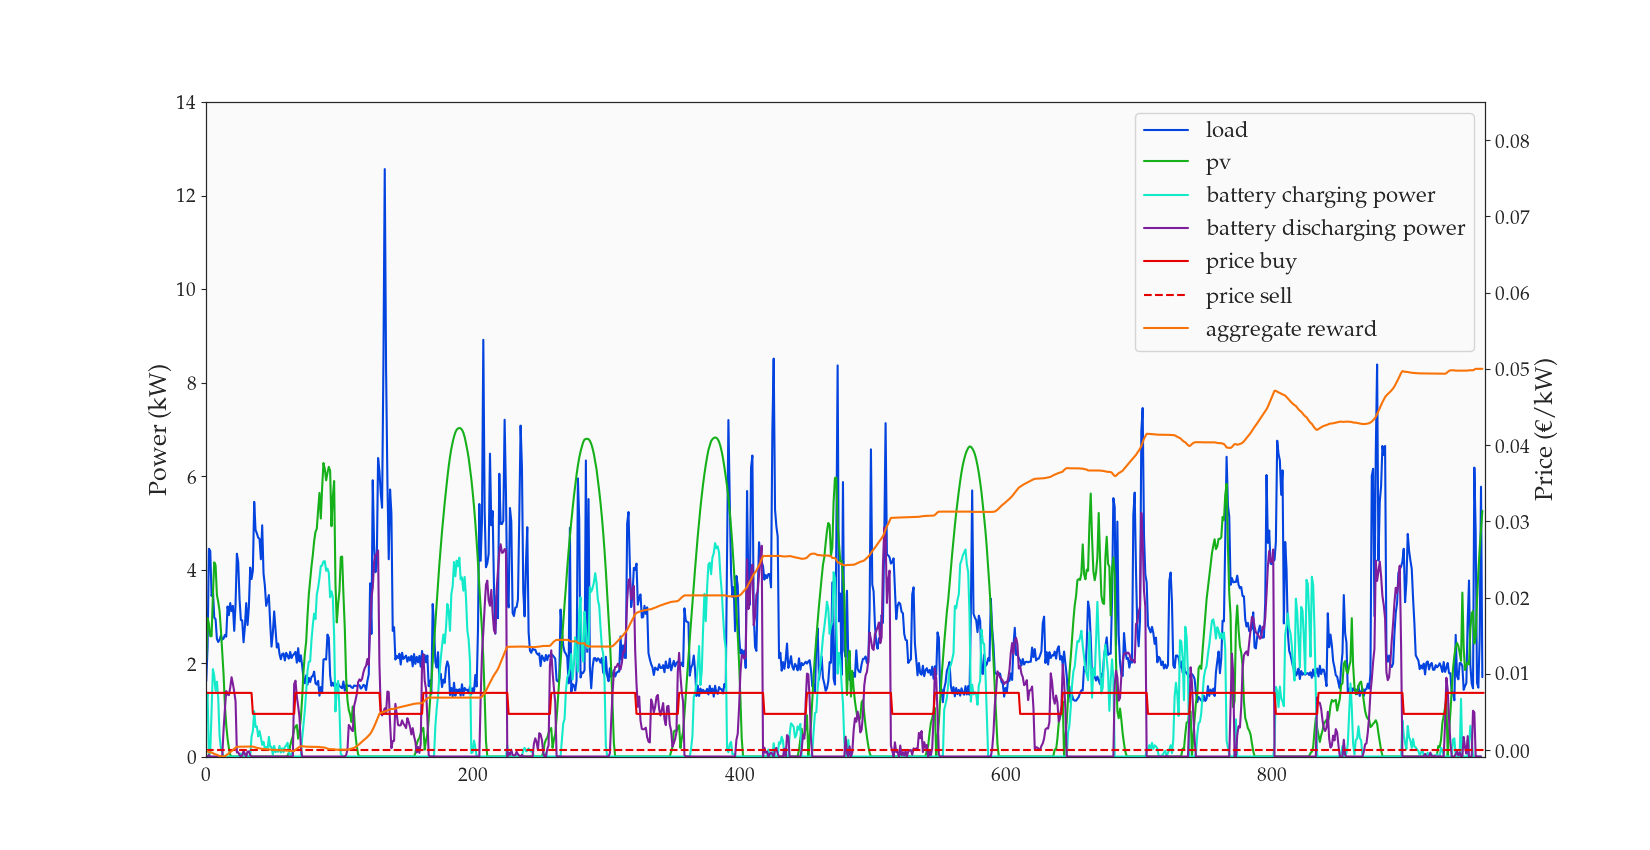 14
12
10
8
6
4
2
0
Power (kW)
0
200
400
600
800
0.08
0.07
0.06
0.05
0.04
0.03
0.02
0.01
0.00
Price (€/kW)
load
pv
battery charging power
battery discharging power
price buy
price sell
aggregate reward